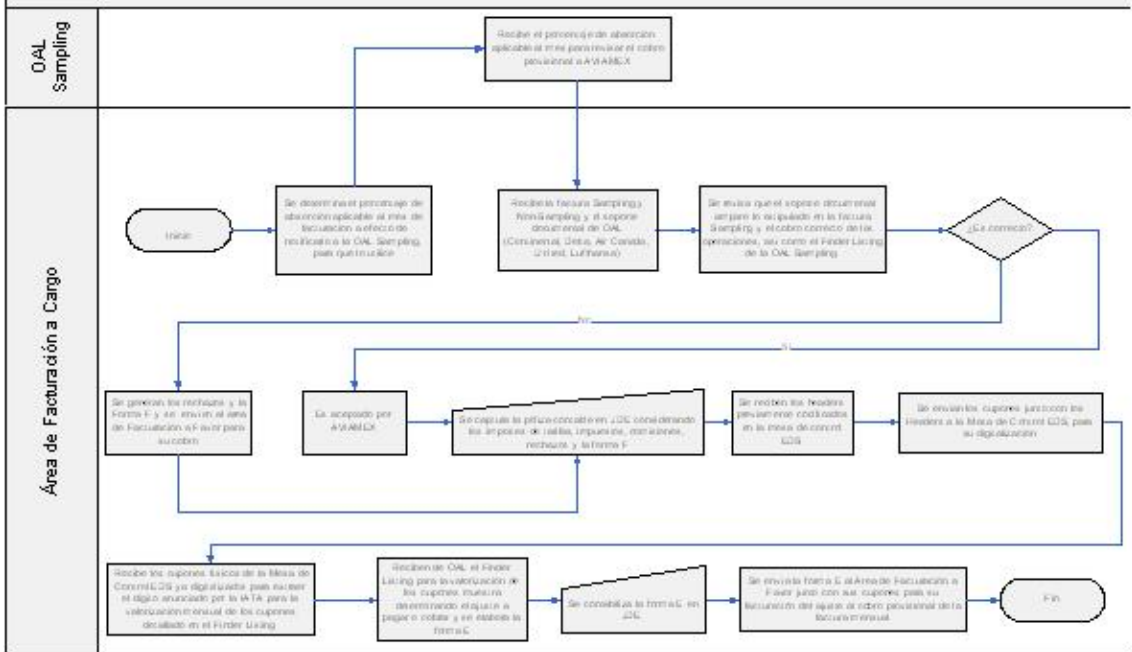 OAL
Sampling
Recibe el porcentaje de absorción
aplicable al mes para revisar el cobro
provisional a AVIAMEX
Área de Facturación a Cargo
Inicio
Se determina el porcentaje de
absorción aplicable al mes de
facturación a efecto de
notificarlo a la OAL Sampling,
para que lo utilice
Recibe la factura Sampling y
Non Sampling y el soporte
documental de OAL
(Continental, Delta, Air Canada,
United, Lufthansa)
Se revisa que el soporte documental
ampare lo estipulado en la factura
Sampling y el cobro correcto de las
operaciones, así como el Finder Listing
de la OAL Sampling
¿Es correcto?
No
Si
Se generan los rechazos y la
Forma F y se envían al área
de Facturación a Favor para
su cobro
Es aceptado por
AVIAMEX
Se captura la póliza contable en JDE considerando
los importes de tarifas, impuestos, comisiones,
rechazos y la forma F
Se reciben los headers
previamente codificados
en la mesa de control
EDS
Se envían los cupones junto con los
Headers a la Mesa de Control EDS, para
su digitalización
Recibe los cupones físicos de la Mesa de
Control EDS ya digitalizados para extraer
el dígito anunciado por la IATA para la
valorización mensual de los cupones
detallado en el Finder Listing
Reciben de OAL el Finder
Listing para la valorización de
los cupones muestra
determinando el ajuste a
pagar o cobrar y se elabora la
forma E
Se contabiliza la forma E en
JDE
Se envía la forma E al Área de Facturación a
Favor junto con sus cupones para su
facturación del ajuste al cobro provisional de la
factura mensual
Fin